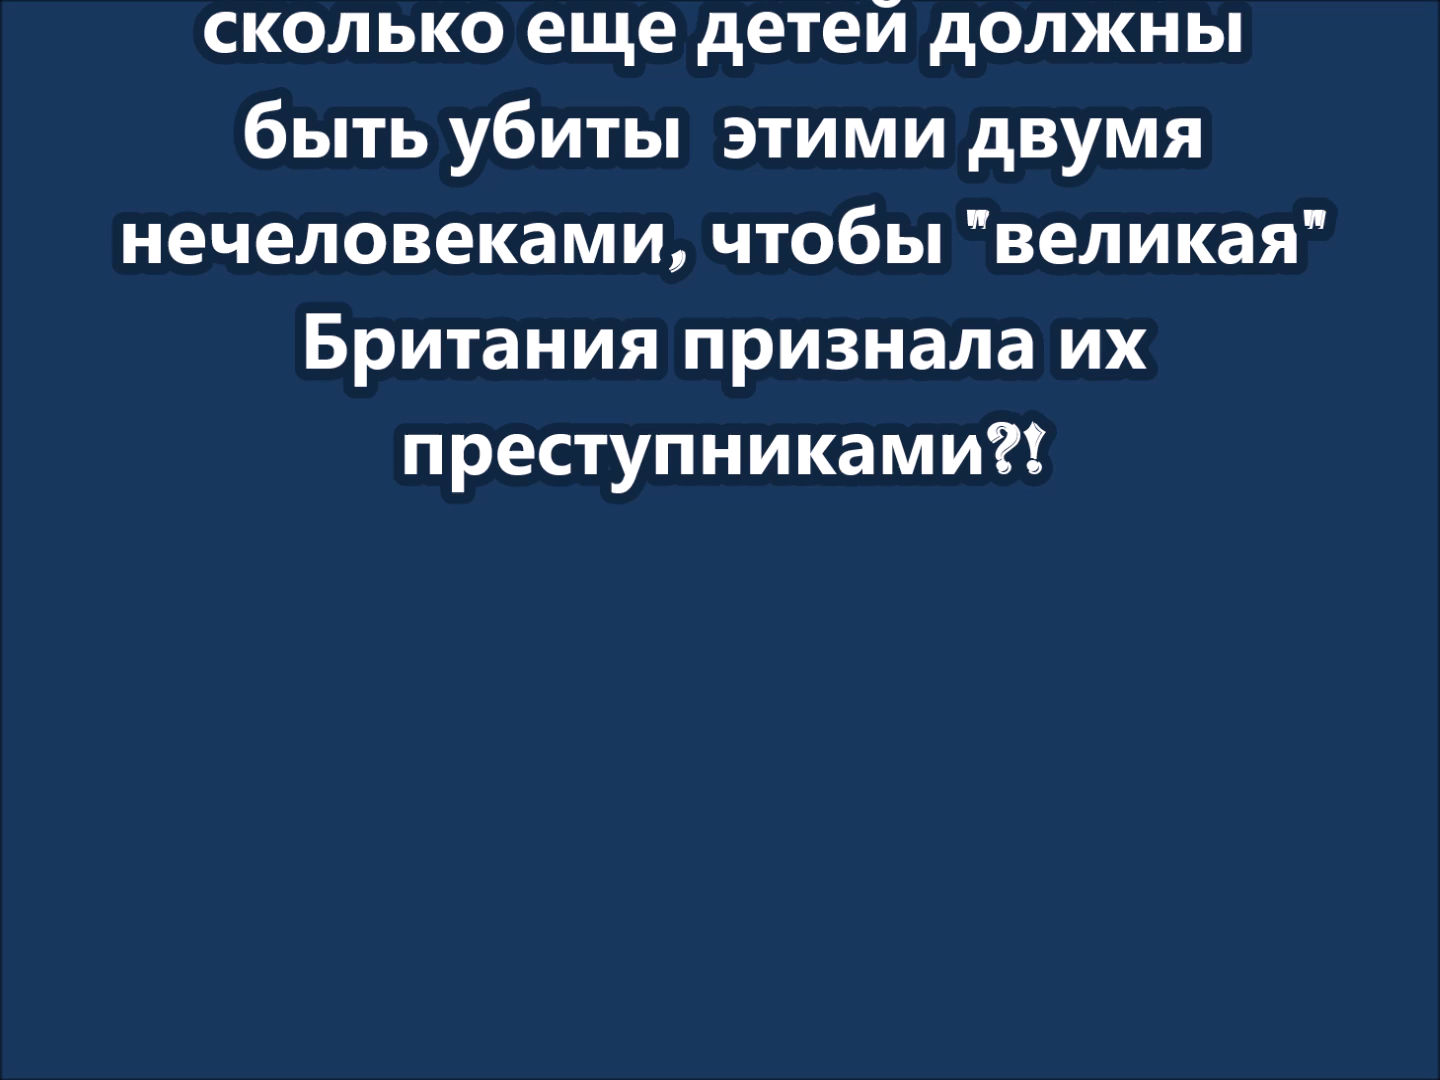 сколько еще детей должны
быть убиты  этими двумя
нечеловеками, чтобы "великая"
Британия признала их
преступниками?!